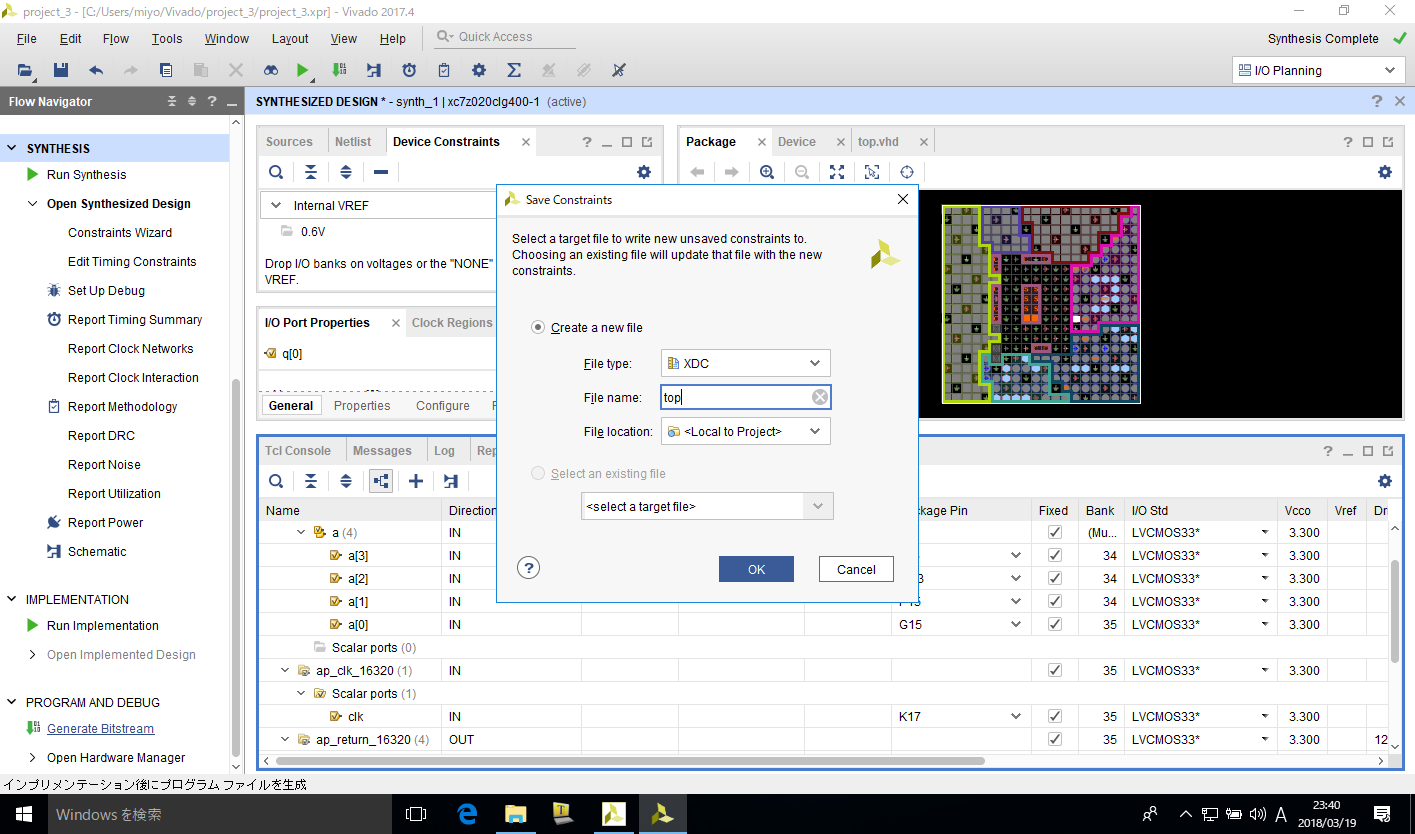 project_3 - [C:/Users/miyo/Vivado/project_3/project_3.xpr] - Vivado 2017.4
File Edit Flow Tools Window Layout View Help Quick Access
Synthesis Complete
I/O Planning
Flow Navigator
SYNTHESIS
Run Synthesis
Open Synthesized Design
Constraints Wizard
Edit Timing Constraints
Set Up Debug
Report Timing Summary
Report Clock Networks
Report Clock Interaction
Report Methodology
Report DRC
Report Noise
Report Utilization
Report Power
Schematic
IMPLEMENTATION
Run Implementation
Open Implemented Design
PROGRAM AND DEBUG
Generate Bitstream
Open Hardware Manager
SYNTHESIZED DESIGN * - synth_1 | xc7z020clg400-1 (active)
Sources Netlist Device Constraints
Internal VREF
0.6V
Drop I/O banks on voltages or the "NONE"
VREF.
I/O Port Properties Clock Regions
q[0]
General Properties Configure
Package Device top.vhd
Save Constraints
Select a target file to write new unsaved constraints to.
Choosing an existing file will update that file with the new
constraints.
Create a new file
File type: XDC
File name: top
File location: <Local to Project>
Select an existing file
<select a target file>
OK Cancel
Tcl Console Messages Log
Name Direction Fixed Bank I/O Std Vcco Vref
a (4) IN (Mu... LVCMOS33* 3.300
a[3] IN 34 LVCMOS33* 3.300
a[2] IN 34 LVCMOS33* 3.300
a[1] IN 34 LVCMOS33* 3.300
a[0] IN G15 35 LVCMOS33* 3.300
Scalar ports (0)
ap_clk_16320 (1) IN 35 LVCMOS33* 3.300
Scalar ports (1)
clk IN K17 35 LVCMOS33* 3.300
ap_return_16320 (4) OUT 35 LVCMOS33* 3.300 12
インプリメンテーション後にプログラム ファイルを生成
Windows を検索
A
23:40
2018/03/19